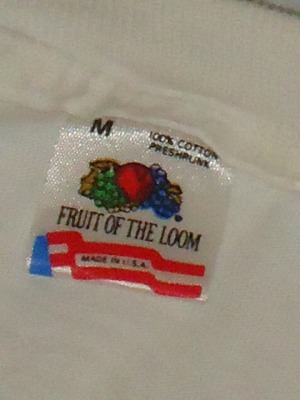 M
100% COTTON
PRESHRUNK
FRUIT OF THE LOOM
MADE IN U.S.A.